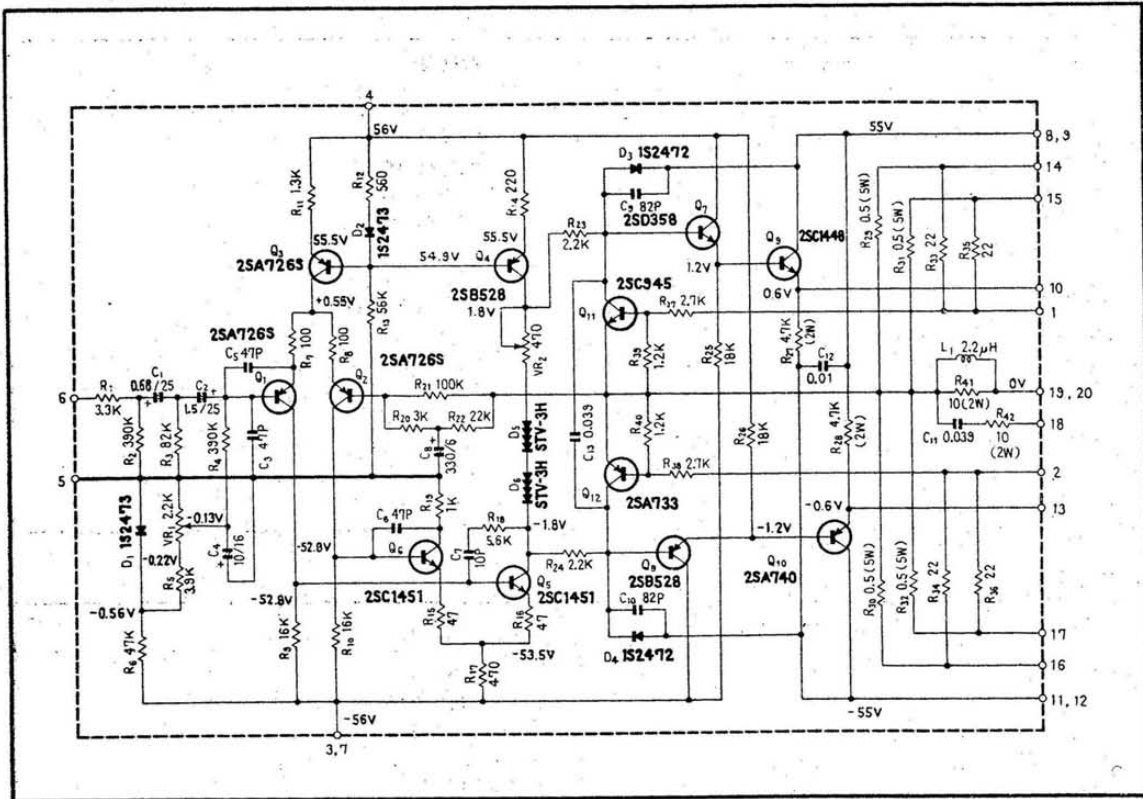 4
56V
55V
8, 9
D3 1S2472
14
R11 1.3K
R12 560
R14 220
C9 82P
2SD358
15
R23
2.2K
Q7
R29 0.5 (5W)
R31 0.5 (5W)
R33 22
R35 22
Q3
55.5V
D2 1S2473
55.5V
Q4
Q9
2SC1448
2SA726S
54.9V
1.2V
+0.55V
2SB528
1.8V
2SC945
0.6V
10
R13 56K
Q11
R37 2.7K
1
2SA726S
C5 47P
R7 100
R8 100
2SA726S
470
VR2
R39 1.2K
R25 18K
R27 4.7K (2W)
C12
0.01
L1 2.2μH
6
R1
3.3K
C1
0.68/25
C2
1.5/25
Q1
Q2
R21 100K
R41
10(2W)
0V
19, 20
R20 3K
R22 22K
R2 390K
R3 82K
R4 390K
C3 47P
C8 330/6
D5 STV-3H
C13 0.039
R40 1.2K
R26 18K
R28 4.7K (2W)
C11 0.039
R42
10
(2W)
18
5
D6 STV-3H
R38 2.7K
2
Q12
2SA733
D1 1S2473
VR1 2.2K
-0.13V
R19 1K
13
C6 47P
R18
5.6K
-1.8V
-0.6V
-0.22V
C4 10/16
-52.8V
Q6
C7 10P
-1.2V
R5 3.9K
R24 2.2K
Q8
2SB528
Q10
2SA740
Q5
2SC1451
2SC1451
-0.56V
-52.8V
R15 47
R16 47
C10 82P
R30 0.5 (5W)
R32 0.5 (5W)
R34 22
R36 22
R6 47K
R9 16K
R10 16K
-53.5V
D4 1S2472
17
R17 470
16
-56V
-55V
11, 12
3,7